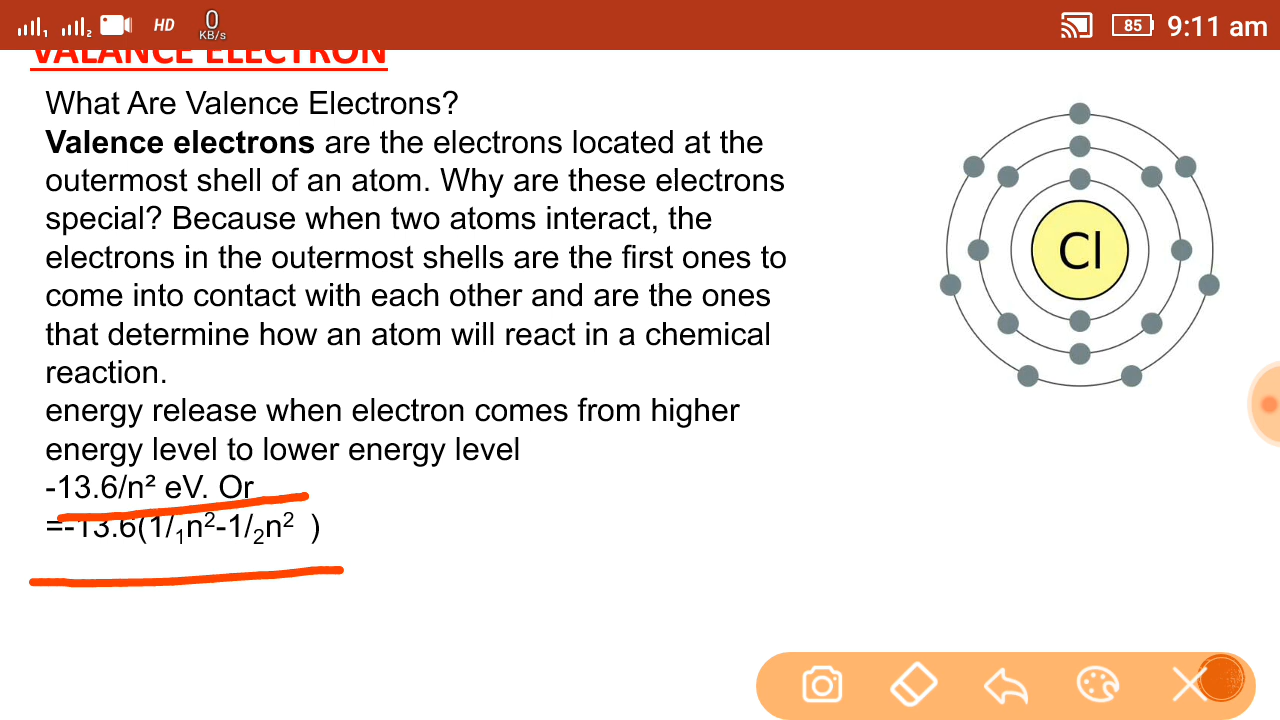 HD 0 KB/s 85 9:11 am
VALANCE ELECTRON
What Are Valence Electrons?
Valence electrons are the electrons located at the
outermost shell of an atom. Why are these electrons
special? Because when two atoms interact, the
electrons in the outermost shells are the first ones to
come into contact with each other and are the ones
that determine how an atom will react in a chemical
reaction.
energy release when electron comes from higher
energy level to lower energy level
-13.6/n² eV. Or
=-13.6(1/₁n²-1/₂n² )
Cl